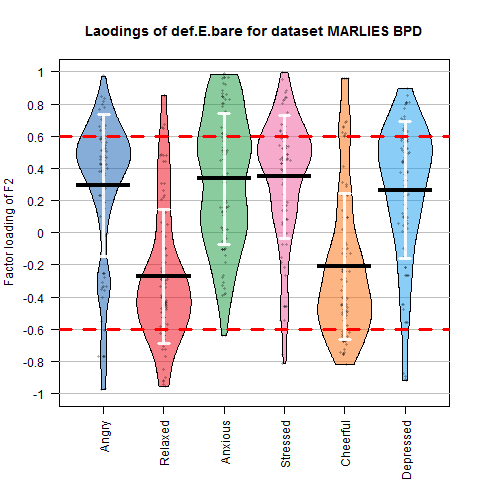 Laodings of def.E.bare for dataset MARLIES BPD
Factor loading of F2
1
0.8
0.6
0.4
0.2
0
-0.2
-0.4
-0.6
-0.8
-1
Angry
Relaxed
Anxious
Stressed
Cheerful
Depressed